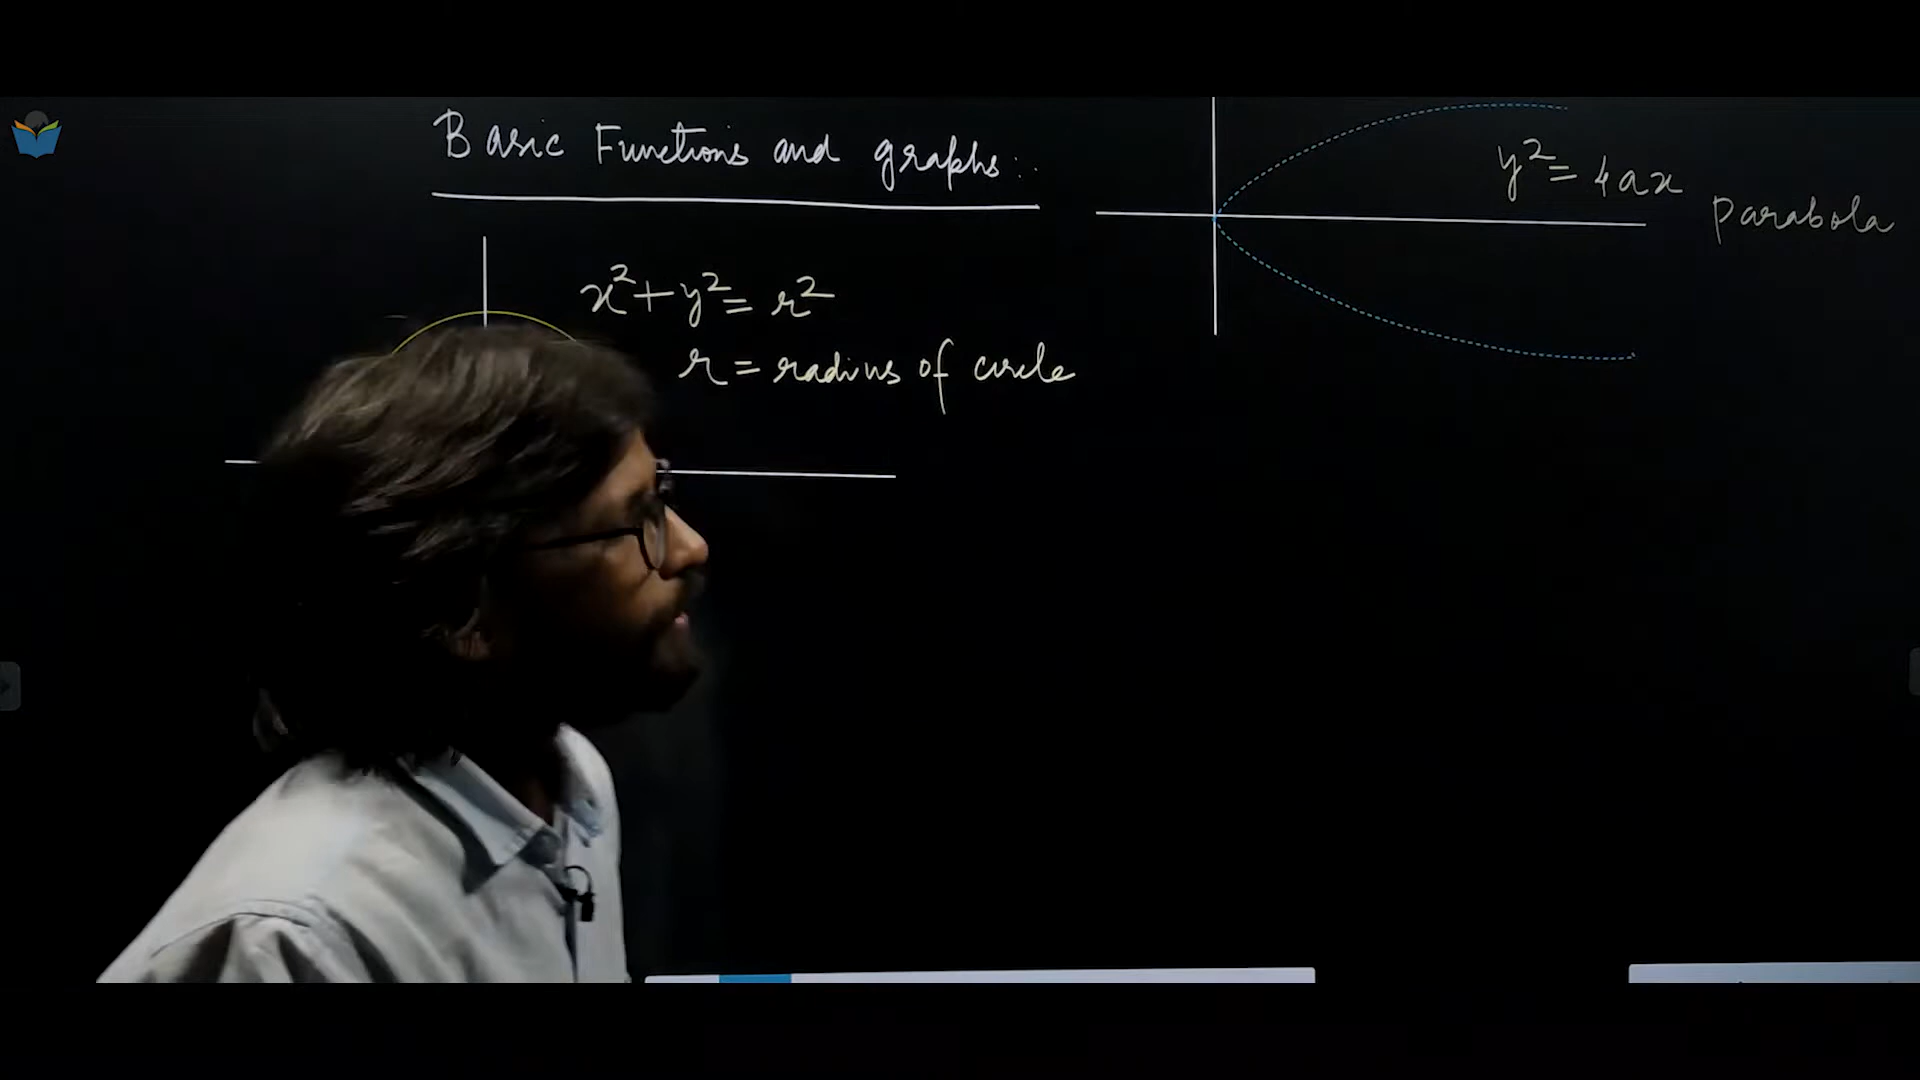 Basic Functions and graphs:.
x² + y² = r²
r = radius of circle
y² = 4ax
Parabola